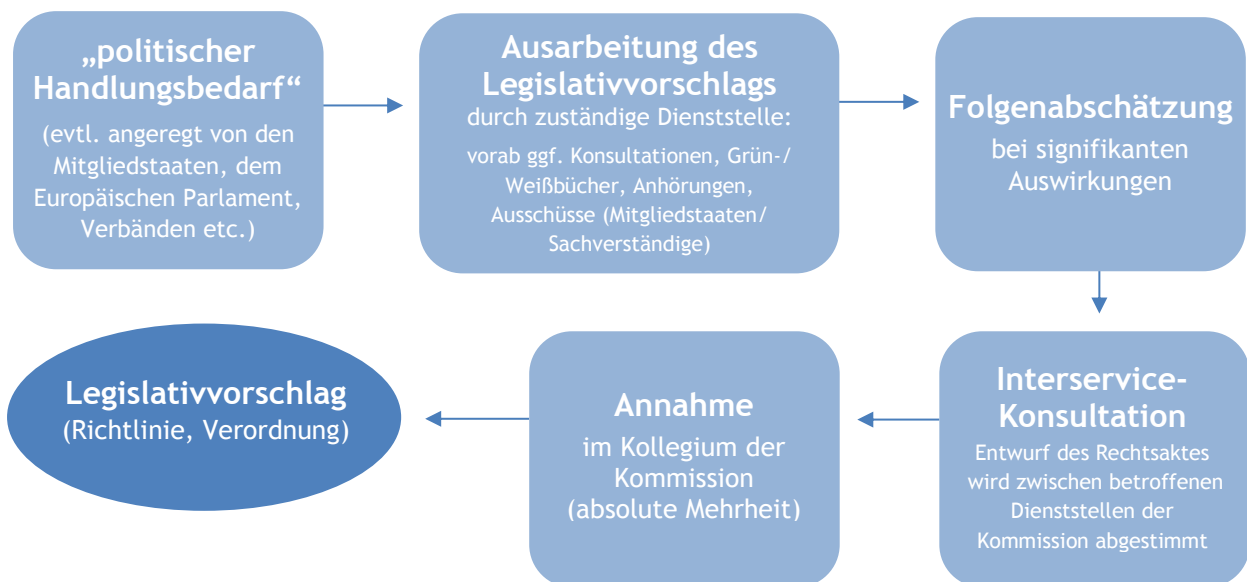 „politischer
Handlungsbedarf“
(evtl. angeregt von den
Mitgliedstaaten, dem
Europäischen Parlament,
Verbänden etc.)
Ausarbeitung des
Legislativvorschlags
durch zuständige Dienststelle:
vorab ggf. Konsultationen, Grün-/
Weißbücher, Anhörungen,
Ausschüsse (Mitgliedstaaten/
Sachverständige)
Folgenabschätzung
bei signifikanten
Auswirkungen
Interservice-
Konsultation
Entwurf des Rechtsaktes
wird zwischen betroffenen
Dienststellen der
Kommission abgestimmt
Annahme
im Kollegium der
Kommission
(absolute Mehrheit)
Legislativvorschlag
(Richtlinie, Verordnung)